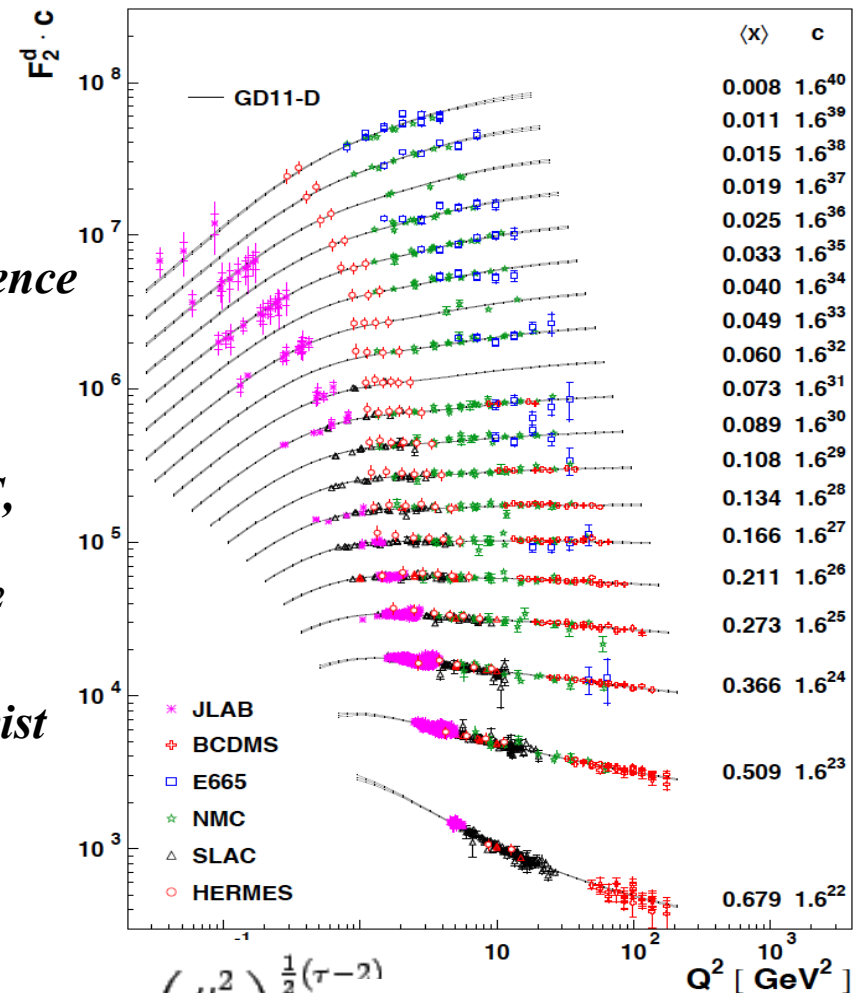 F₂ᵈ · c
⟨x⟩ c
10⁸
GD11-D
0.008 1.6⁴⁰
0.011 1.6³⁹
0.015 1.6³⁸
0.019 1.6³⁷
10⁷
0.025 1.6³⁶
ence
0.033 1.6³⁵
0.040 1.6³⁴
0.049 1.6³³
0.060 1.6³²
10⁶
0.073 1.6³¹
0.089 1.6³⁰
0.108 1.6²⁹
0.134 1.6²⁸
10⁵
0.166 1.6²⁷
0.211 1.6²⁶
0.273 1.6²⁵
0.366 1.6²⁴
10⁴
JLAB
ist
BCDMS
0.509 1.6²³
E665
NMC
10³
SLAC
HERMES
0.679 1.6²²
-1 10 10² 10³
Q² [ GeV² ]
½(τ−2)